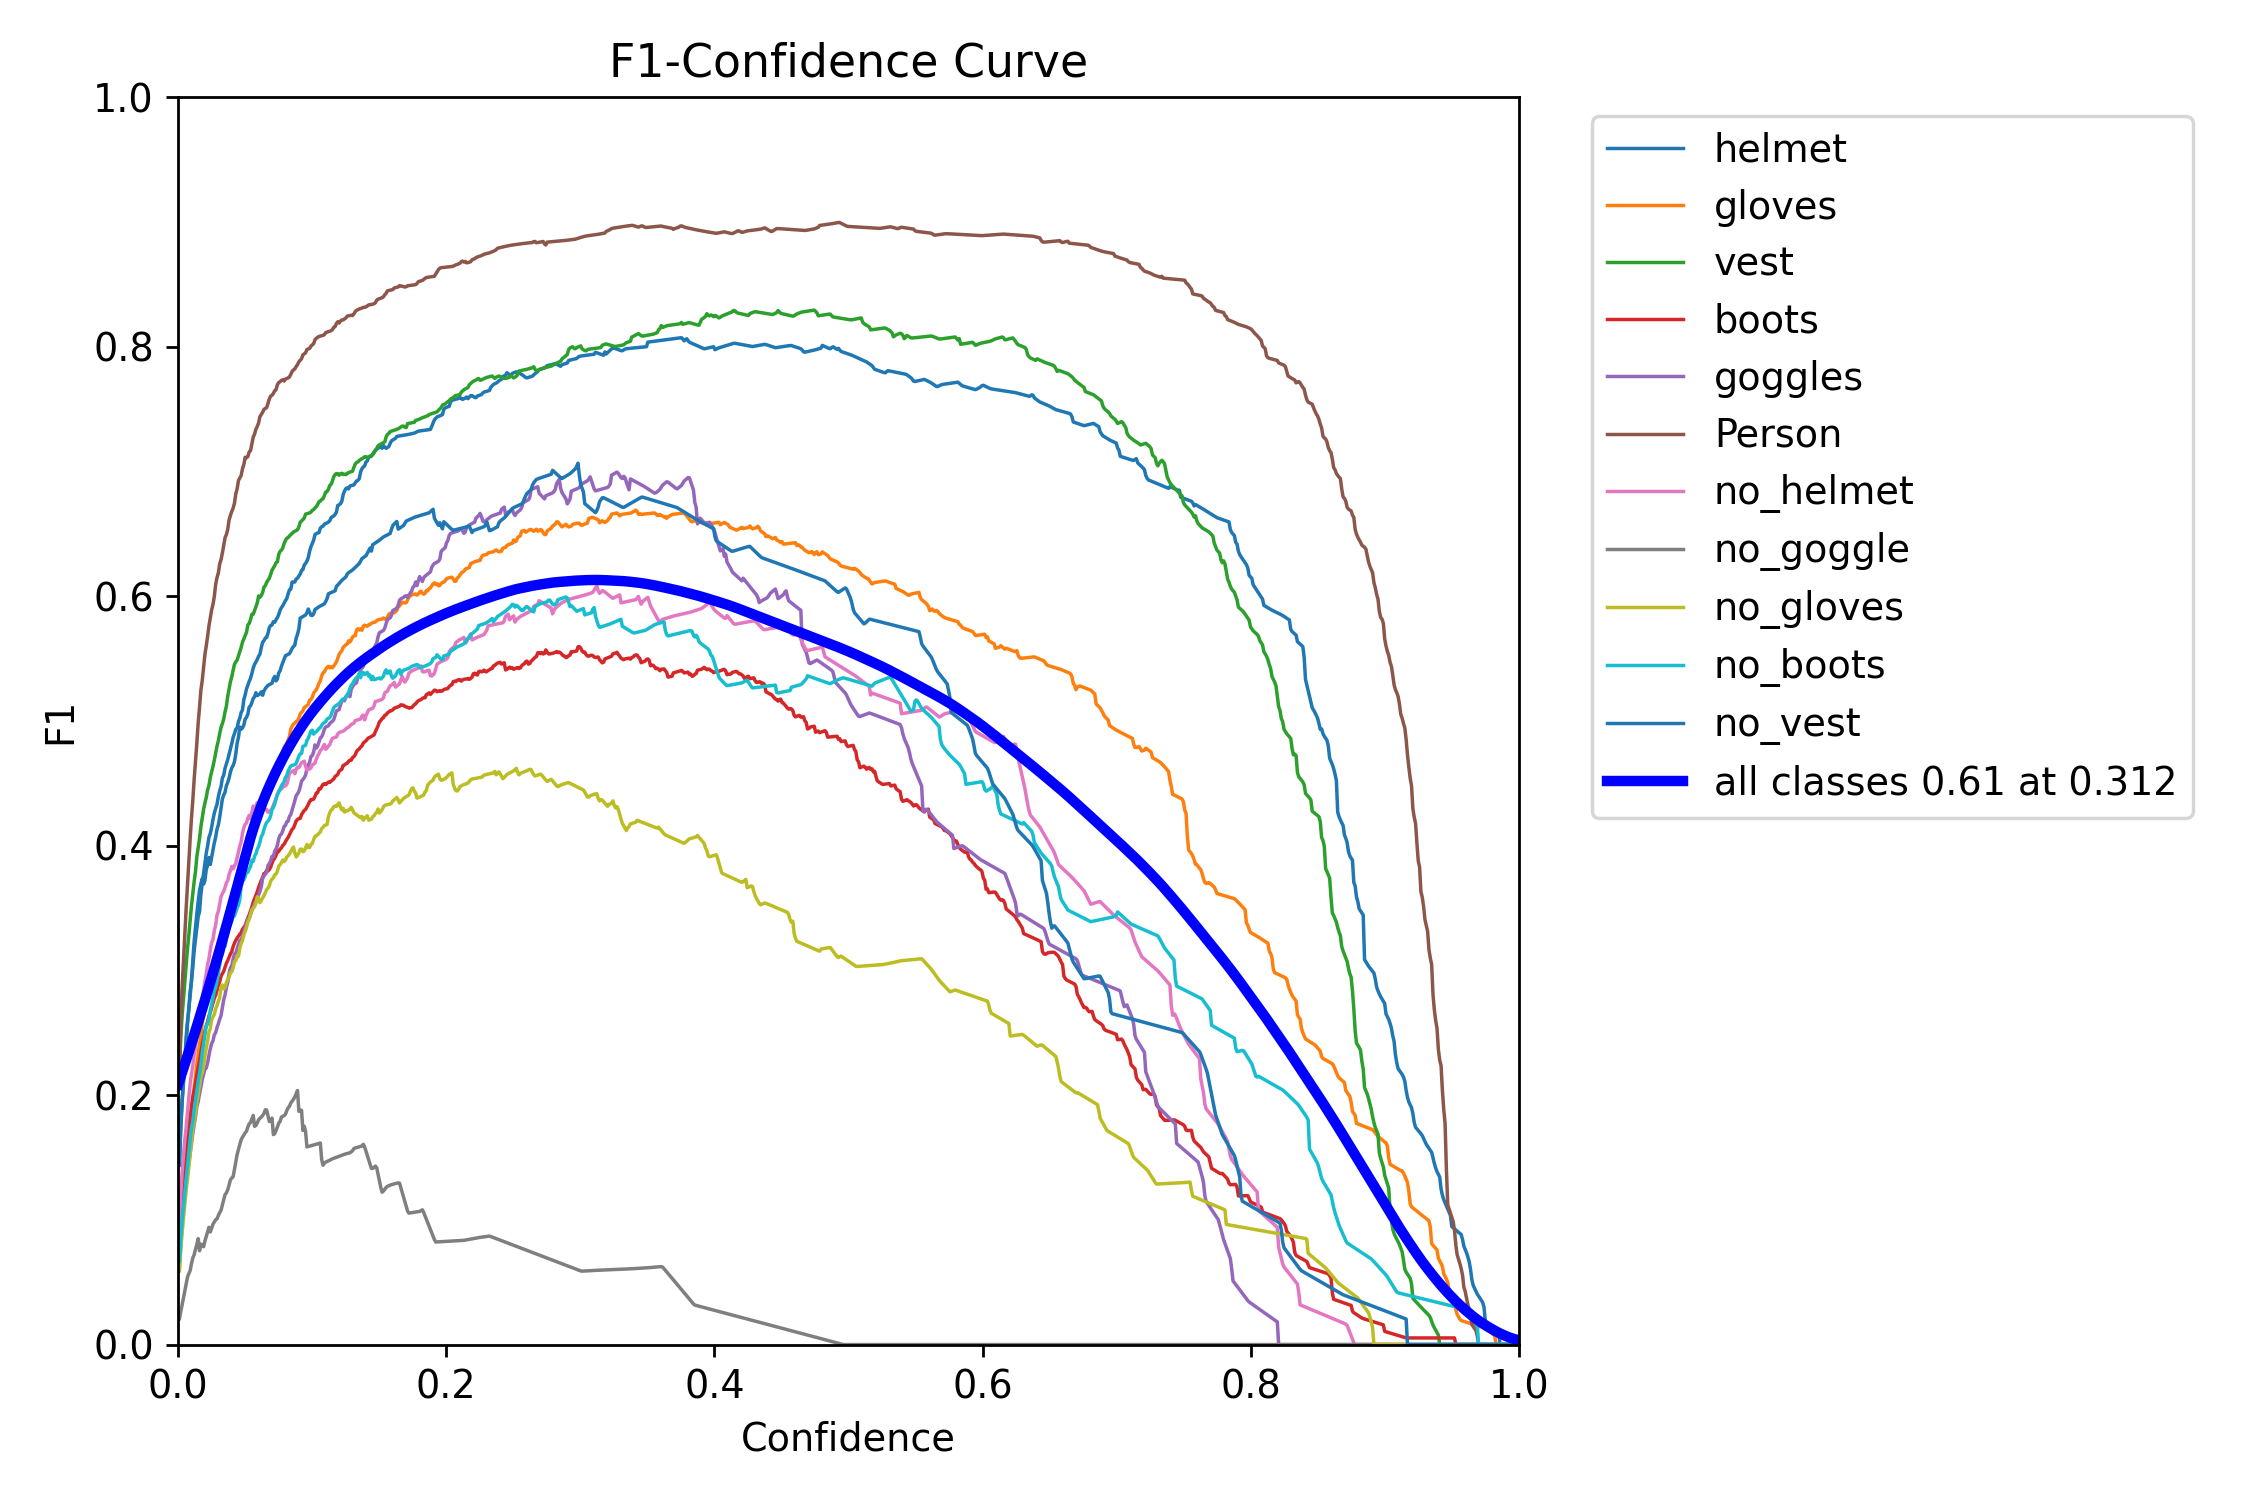 F1-Confidence Curve
1.0
0.8
0.6
0.4
0.2
0.0
F1
0.0 0.2 0.4 0.6 0.8 1.0
Confidence
helmet
gloves
vest
boots
goggles
Person
no_helmet
no_goggle
no_gloves
no_boots
no_vest
all classes 0.61 at 0.312